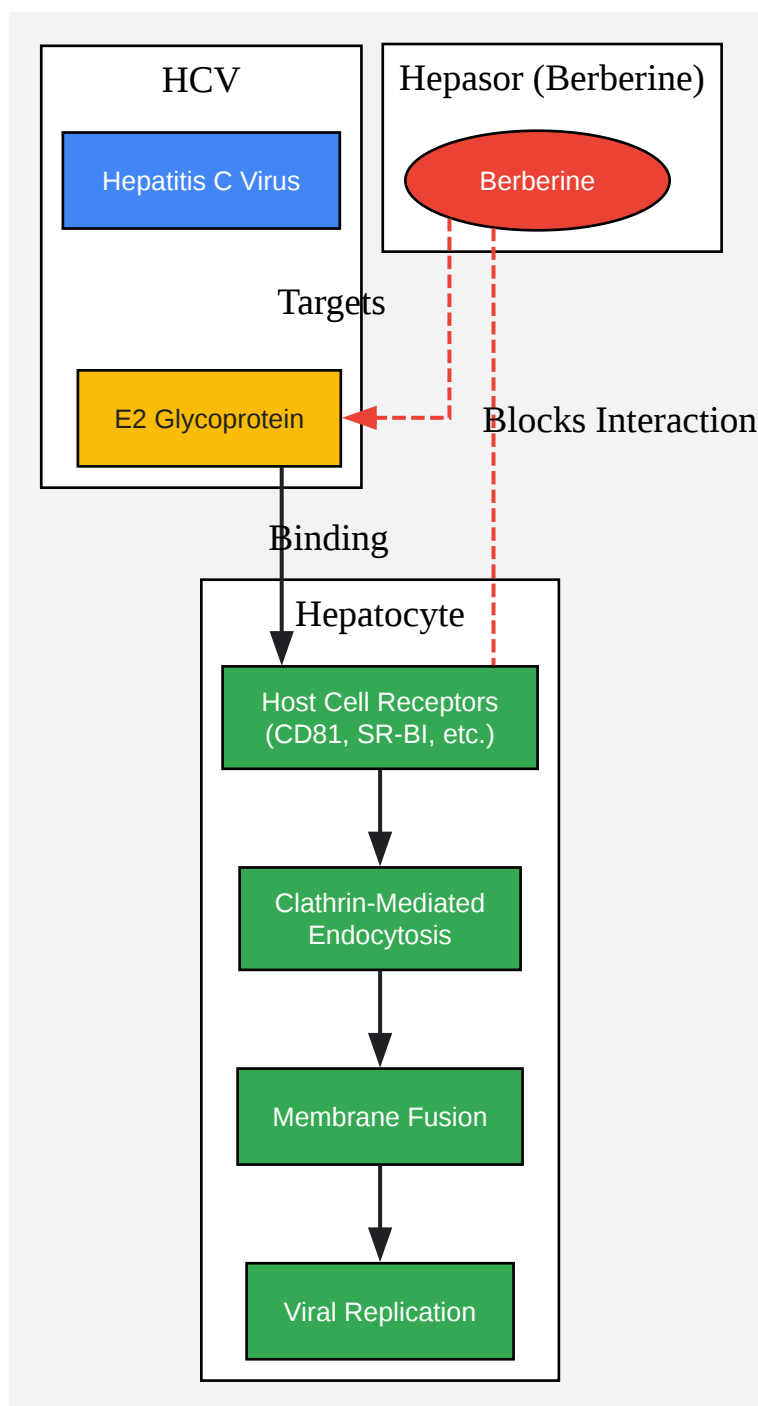 HCV
Hepatitis C Virus
Hepasor (Berberine)
Berberine
Targets
E2 Glycoprotein
Blocks Interaction
Binding
Hepatocyte
Host Cell Receptors
(CD81, SR-BI, etc.)
Clathrin-Mediated
Endocytosis
Membrane Fusion
Viral Replication